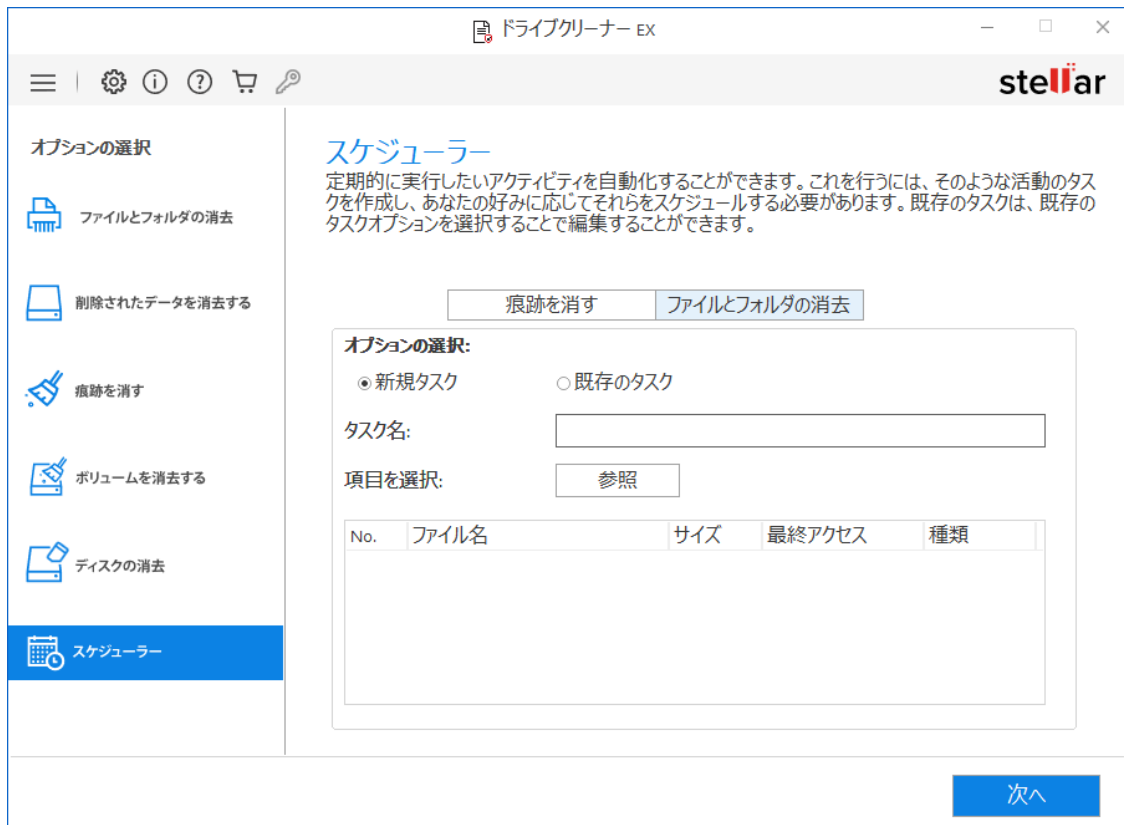 ドライブクリーナー EX
stellar
オプションの選択
ファイルとフォルダの消去
削除されたデータを消去する
痕跡を消す
ボリュームを消去する
ディスクの消去
スケジューラー
スケジューラー
定期的に実行したいアクティビティを自動化することができます。これを行うには、そのような活動のタス
クを作成し、あなたの好みに応じてそれらをスケジュールする必要があります。既存のタスクは、既存の
タスクオプションを選択することで編集することができます。
痕跡を消す ファイルとフォルダの消去
オプションの選択:
新規タスク 既存のタスク
タスク名:
項目を選択: 参照
No. ファイル名 サイズ 最終アクセス 種類
次へ